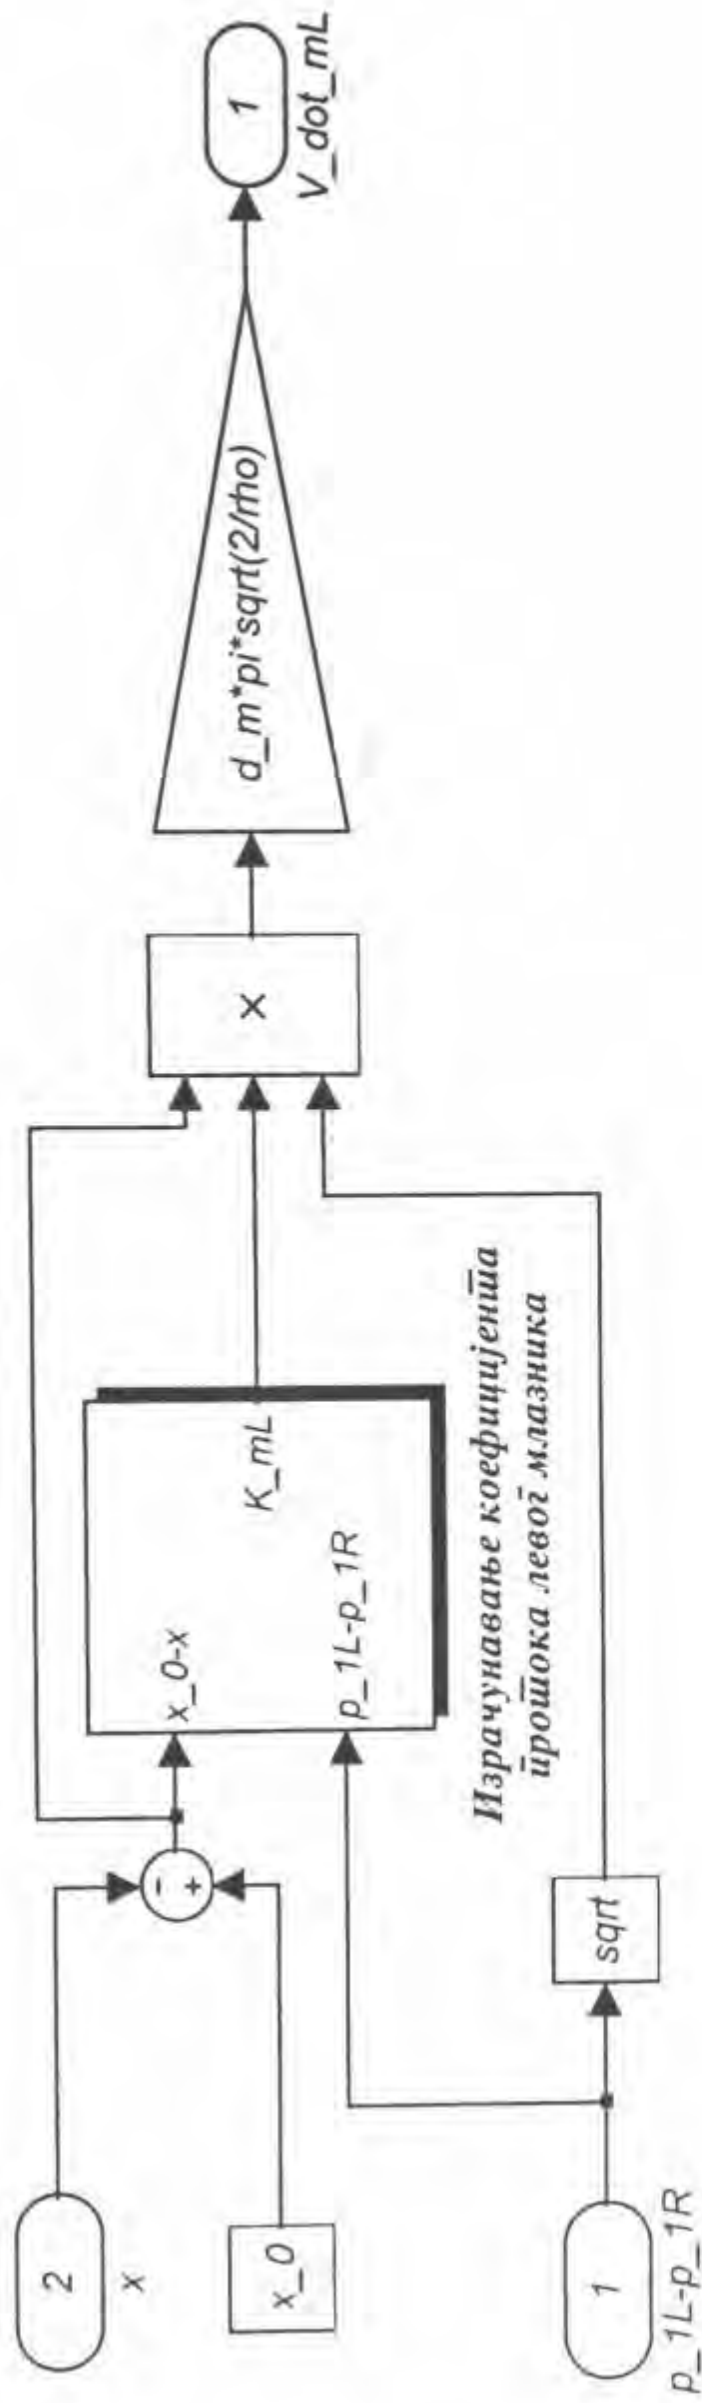 2
x
x_0
1
p_1L-p_1R
-
+
x_0-x
p_1L-p_1R
K_mL
Израчунавање коефицијента
протока левог млазника
sqrt
×
d_m*pi*sqrt(2/rho)
1
V_dot_mL